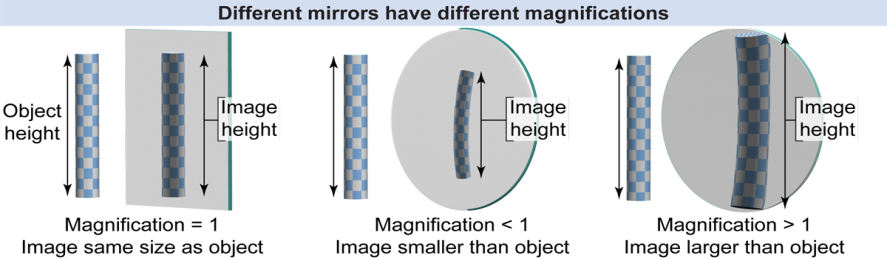 Different mirrors have different magnifications
Object
height
Image
height
Magnification = 1
Image same size as object
Image
height
Magnification < 1
Image smaller than object
Image
height
Magnification > 1
Image larger than object